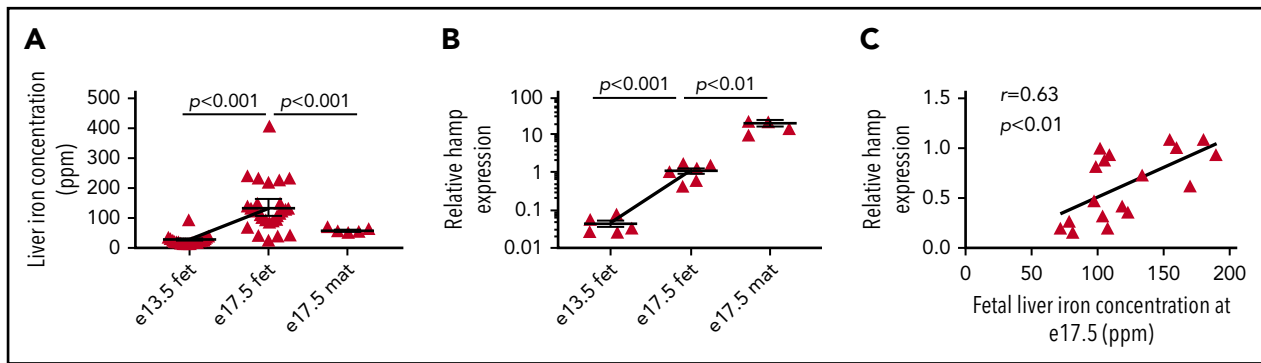 A
Liver iron concentration
(ppm)
500
400
300
200
100
0
p<0.001
p<0.001
e13.5 fet
e17.5 fet
e17.5 mat
B
Relative hamp
expression
100
10
1
0.1
0.01
p<0.001
p<0.01
e13.5 fet
e17.5 fet
e17.5 mat
C
Relative hamp
expression
1.5
1.0
0.5
0.0
r=0.63
p<0.01
0
50
100
150
200
Fetal liver iron concentration at
e17.5 (ppm)